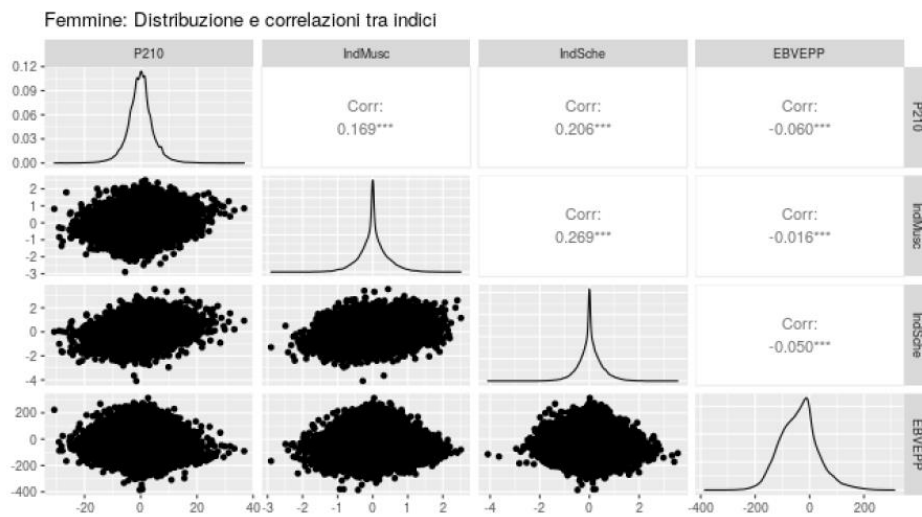 Femmine: Distribuzione e correlazioni tra indici
P210 IndMusc IndSche EBVEPP
0.12
0.09
0.06
0.03
0.00
Corr:
0.169***
Corr:
0.206***
Corr:
-0.060***
P210
2
1
0
-1
-2
-3
Corr:
0.269***
Corr:
-0.016***
IndMusc
2
0
-2
-4
Corr:
-0.050***
IndSche
200
0
-200
-400
EBVEPP
-20 0 20 40 -3 -2 -1 0 1 2 -4 -2 0 2 -400 -200 0 200